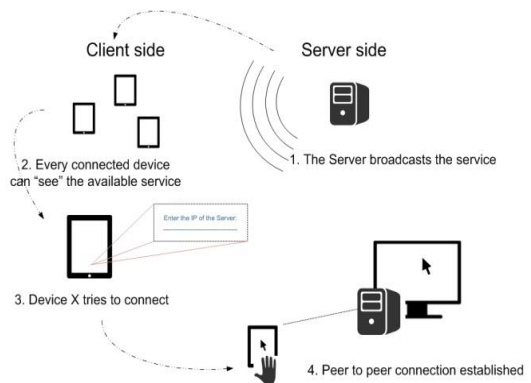 Client side
Server side
1. The Server broadcasts the service
2. Every connected device
can “see” the available service
Enter the IP of the Server:
3. Device X tries to connect
4. Peer to peer connection established